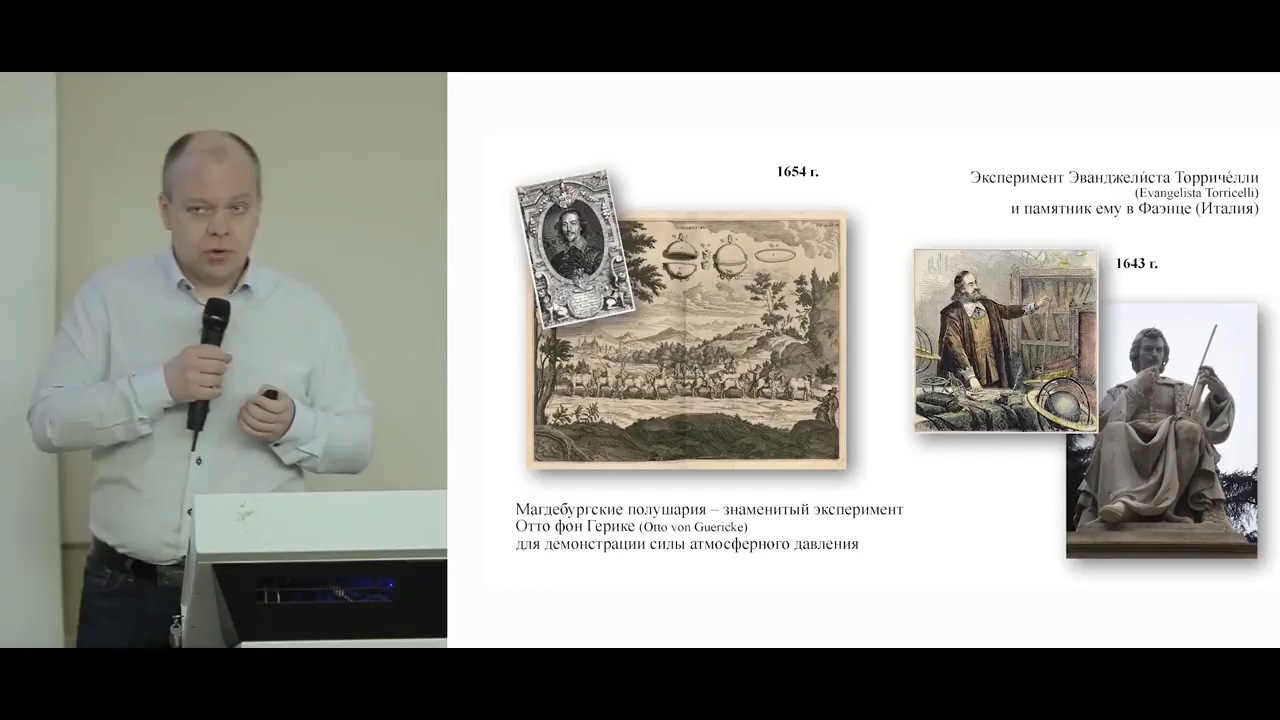 1654 г.
Магдебургские полушария – знаменитый эксперимент
Отто фон Герике (Otto von Guericke)
для демонстрации силы атмосферного давления
Эксперимент Эванджели́ста Торриче́лли
(Evangelista Torricelli)
и памятник ему в Фаэнце (Италия)
1643 г.